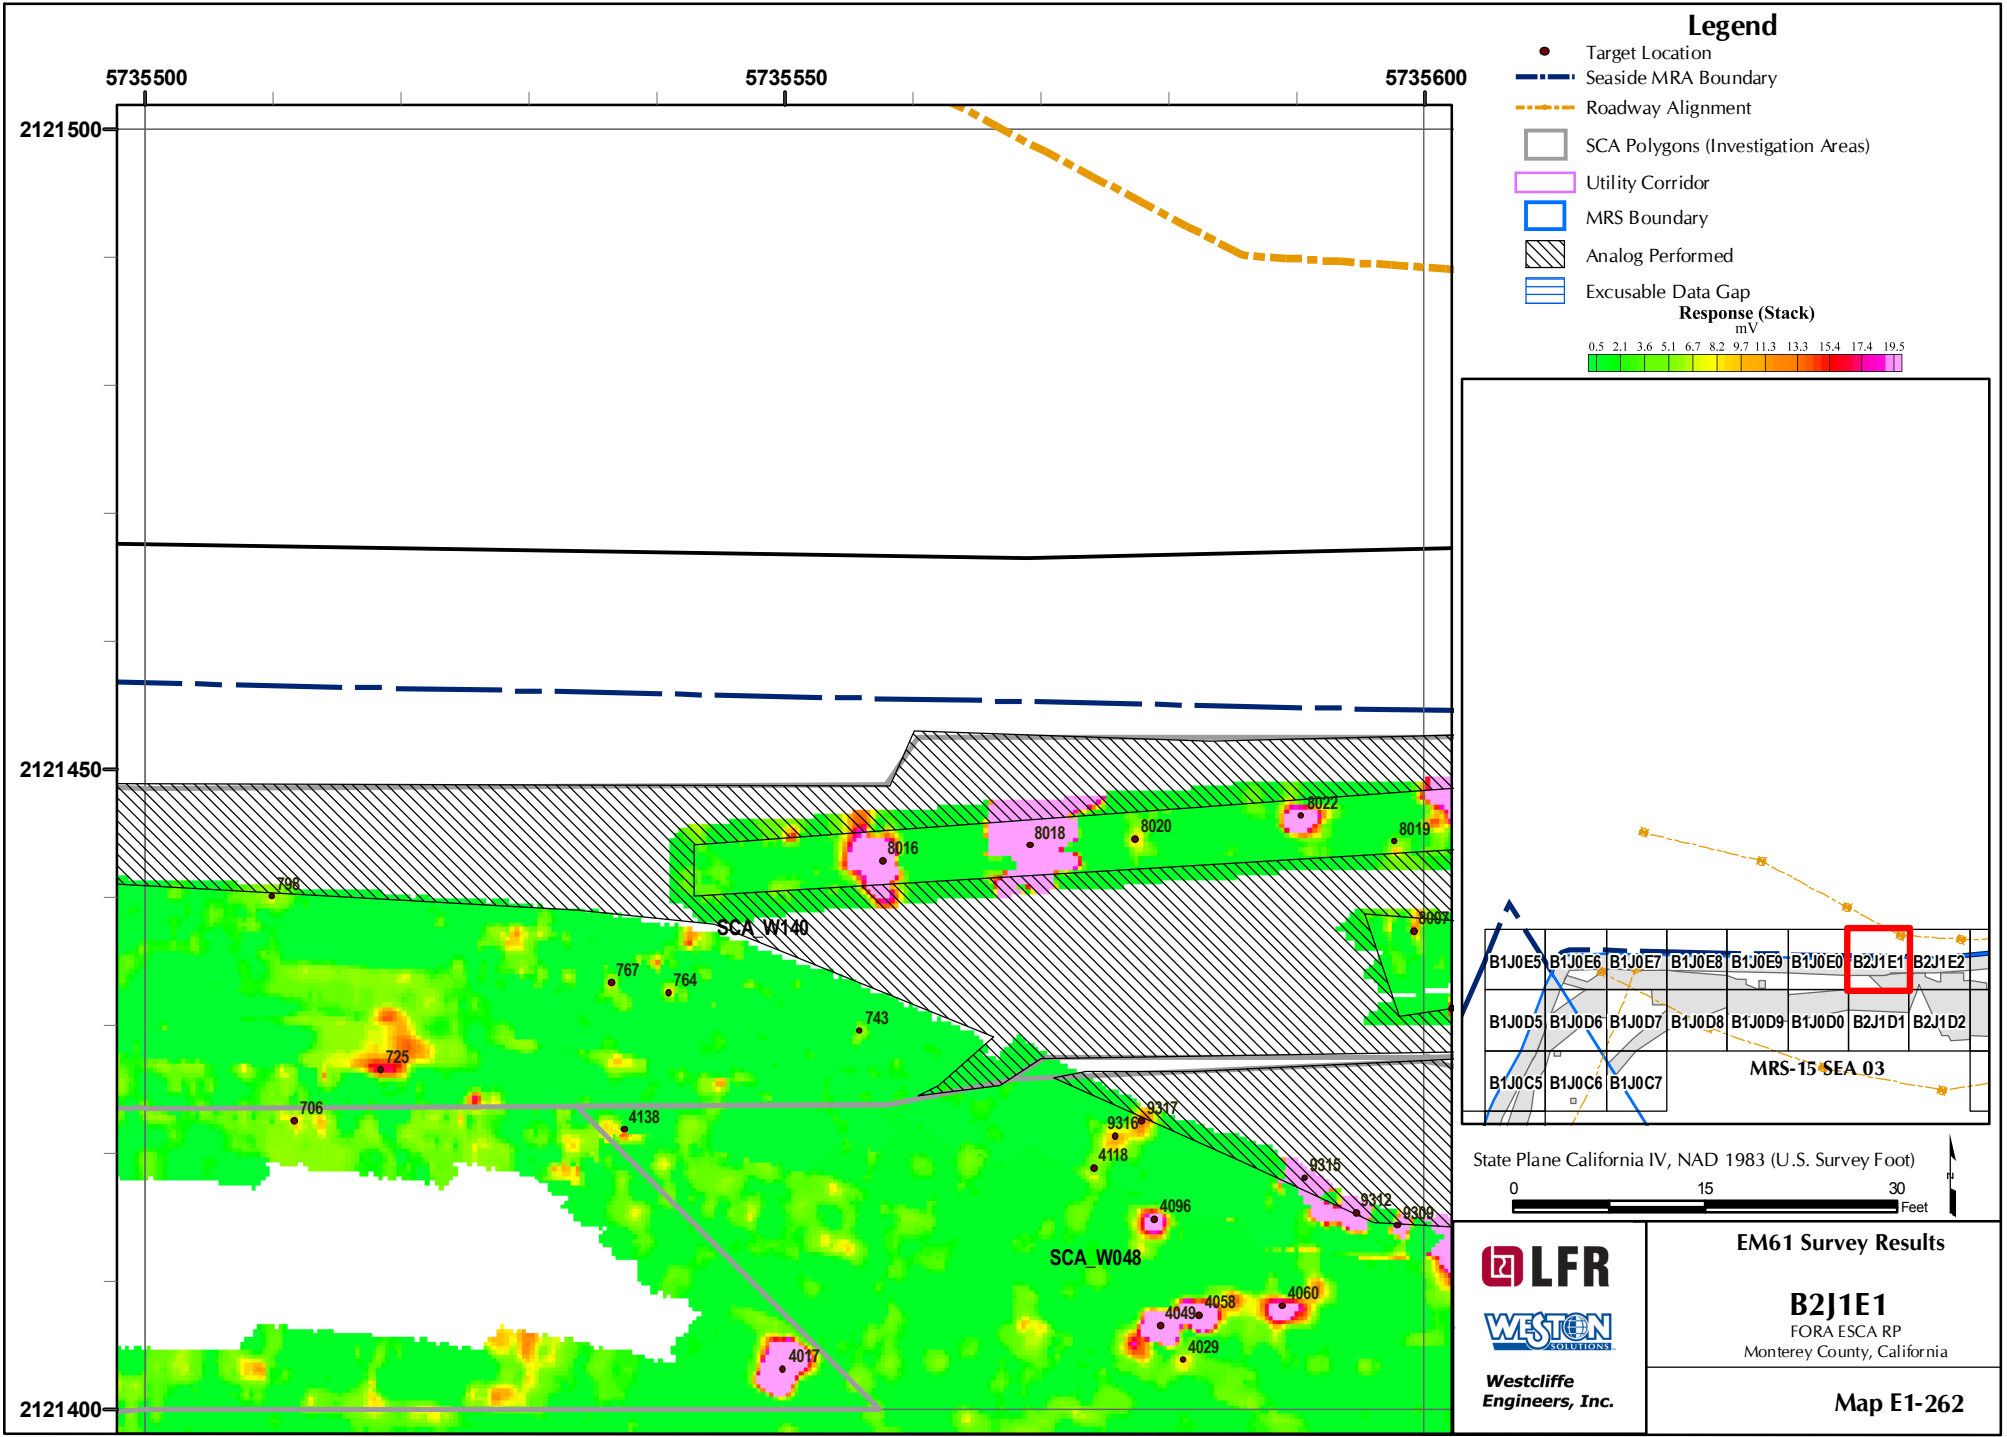 Legend
Target Location
Seaside MRA Boundary
Roadway Alignment
SCA Polygons (Investigation Areas)
Utility Corridor
MRS Boundary
Analog Performed
Excusable Data Gap
Response (Stack)
mV
0.5 2.1 3.6 5.1 6.7 8.2 9.7 11.3 13.3 15.4 17.4 19.5
5735500 5735550 5735600
2121500
2121450
2121400
8022
8018 8020 8019
8016
798
SCA_W140
8007
767
764
743
725
706
4138
9317
9316
4118
9315
9312
9309
4096
SCA_W048
4060
4058
4049
4029
4017
B1J0E5 B1J0E6 B1J0E7 B1J0E8 B1J0E9 B1J0E0 B2J1E1 B2J1E2
B1J0D5 B1J0D6 B1J0D7 B1J0D8 B1J0D9 B1J0D0 B2J1D1 B2J1D2
B1J0C5 B1J0C6 B1J0C7
MRS-15 SEA 03
State Plane California IV, NAD 1983 (U.S. Survey Foot)
0 15 30
Feet
N
LFR
WESTON
SOLUTIONS
Westcliffe
Engineers, Inc.
EM61 Survey Results
B2J1E1
FORA ESCA RP
Monterey County, California
Map E1-262